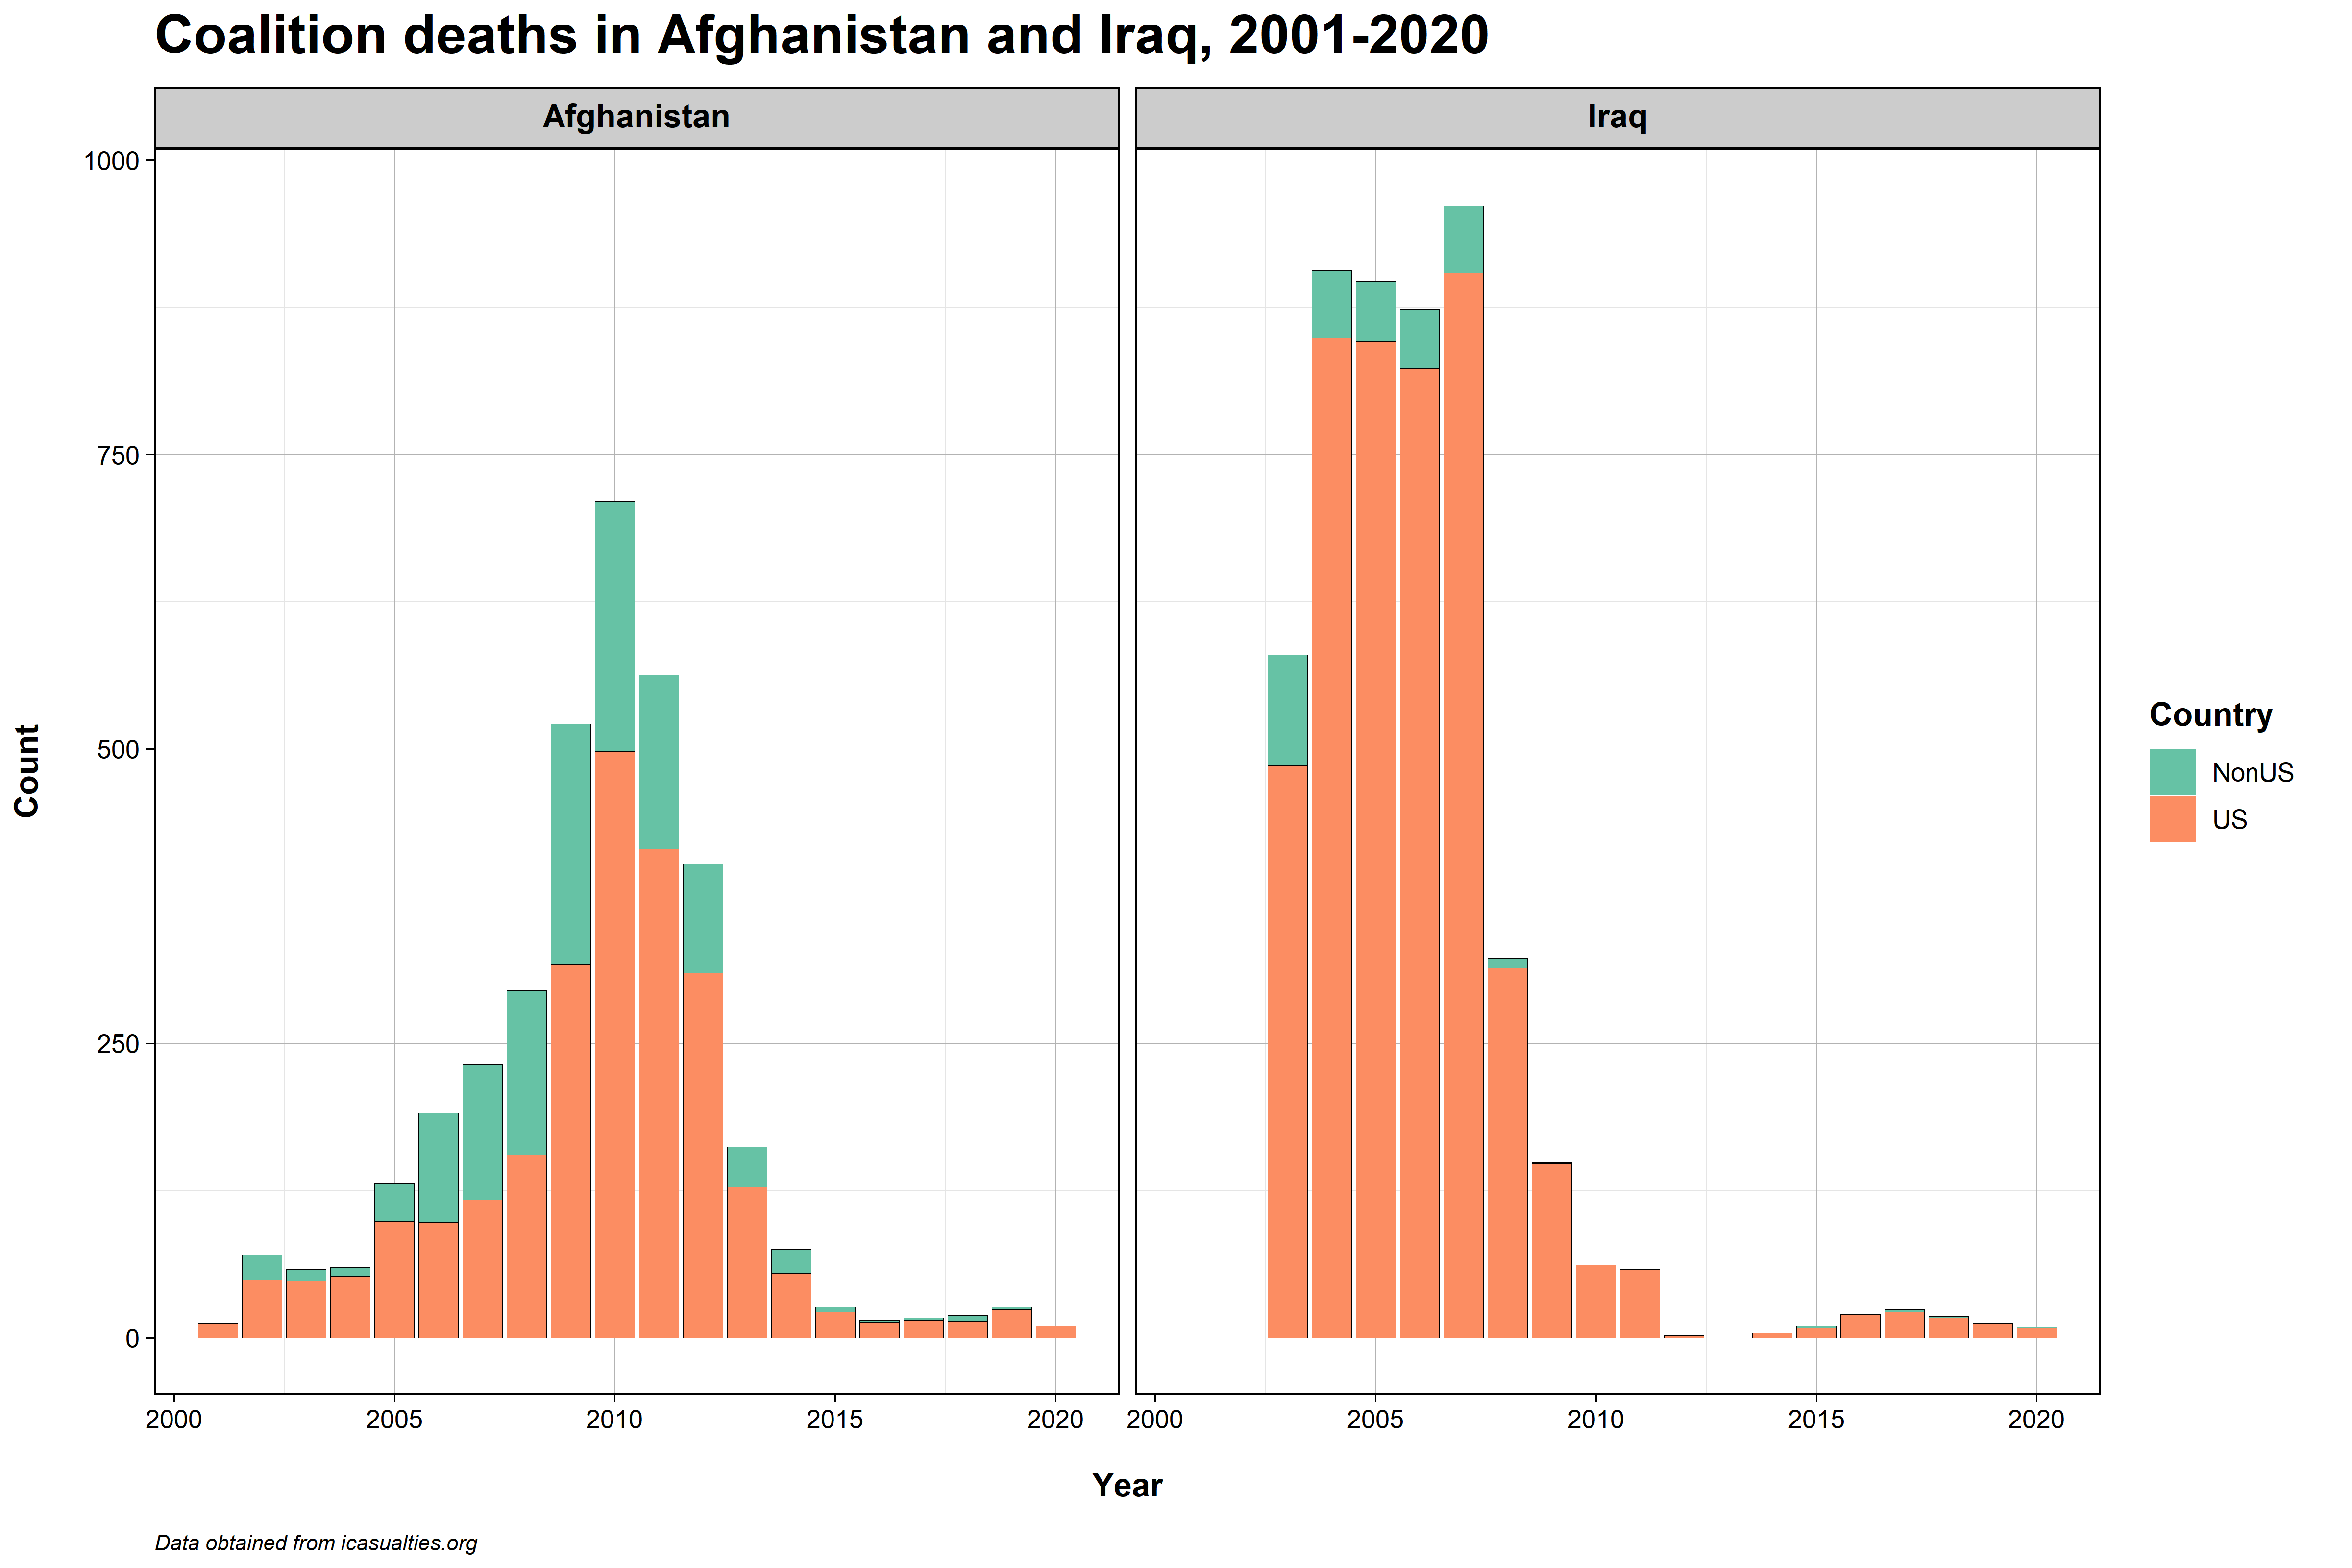 Coalition deaths in Afghanistan and Iraq, 2001-2020
Afghanistan
Iraq
1000
750
500
250
0
Count
2000 2005 2010 2015 2020
2000 2005 2010 2015 2020
Year
Country
NonUS
US
Data obtained from icasualties.org